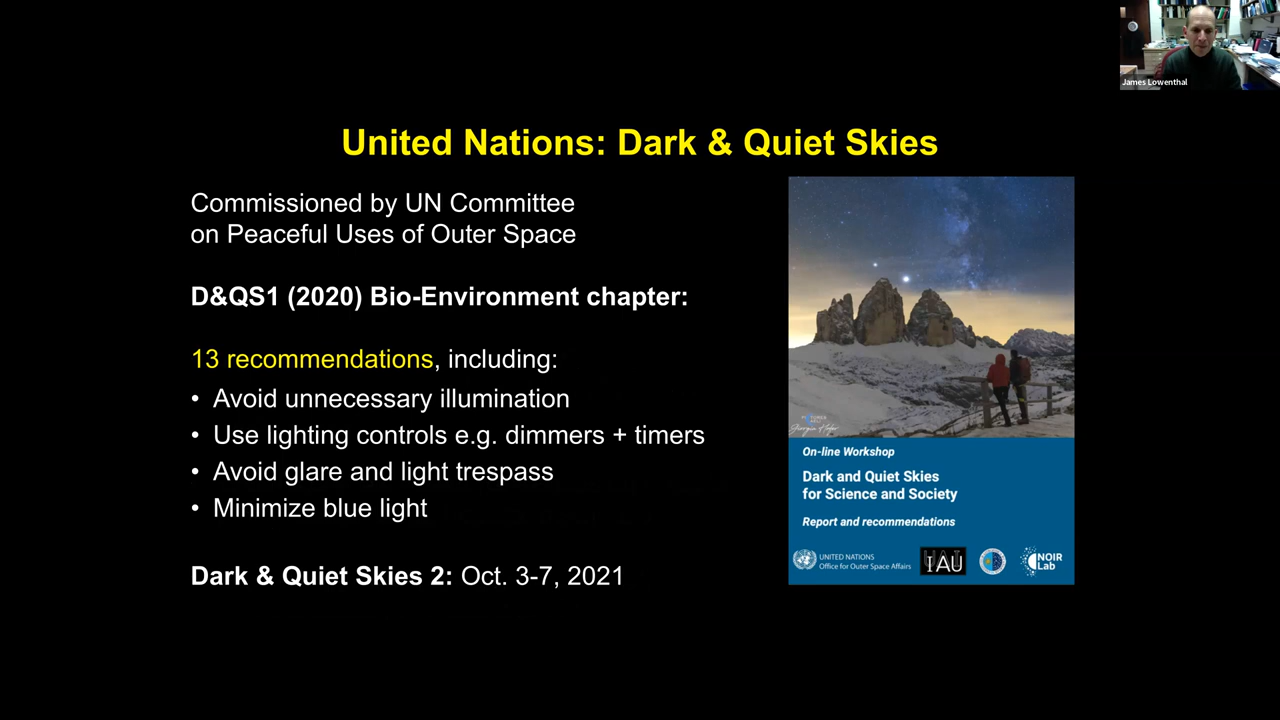 James Lowenthal
United Nations: Dark & Quiet Skies
Commissioned by UN Committee
on Peaceful Uses of Outer Space
D&QS1 (2020) Bio-Environment chapter:
13 recommendations, including:
• Avoid unnecessary illumination
• Use lighting controls e.g. dimmers + timers
• Avoid glare and light trespass
• Minimize blue light
Dark & Quiet Skies 2: Oct. 3-7, 2021
On-line Workshop
Dark and Quiet Skies
for Science and Society
Report and recommendations
UNITED NATIONS
Office for Outer Space Affairs
IAU
NOIR
Lab